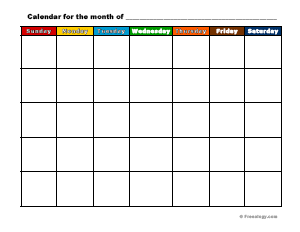 Calendar for the month of
Sunday Monday Tuesday Wednesday Thursday Friday Saturday
© Freeology.com